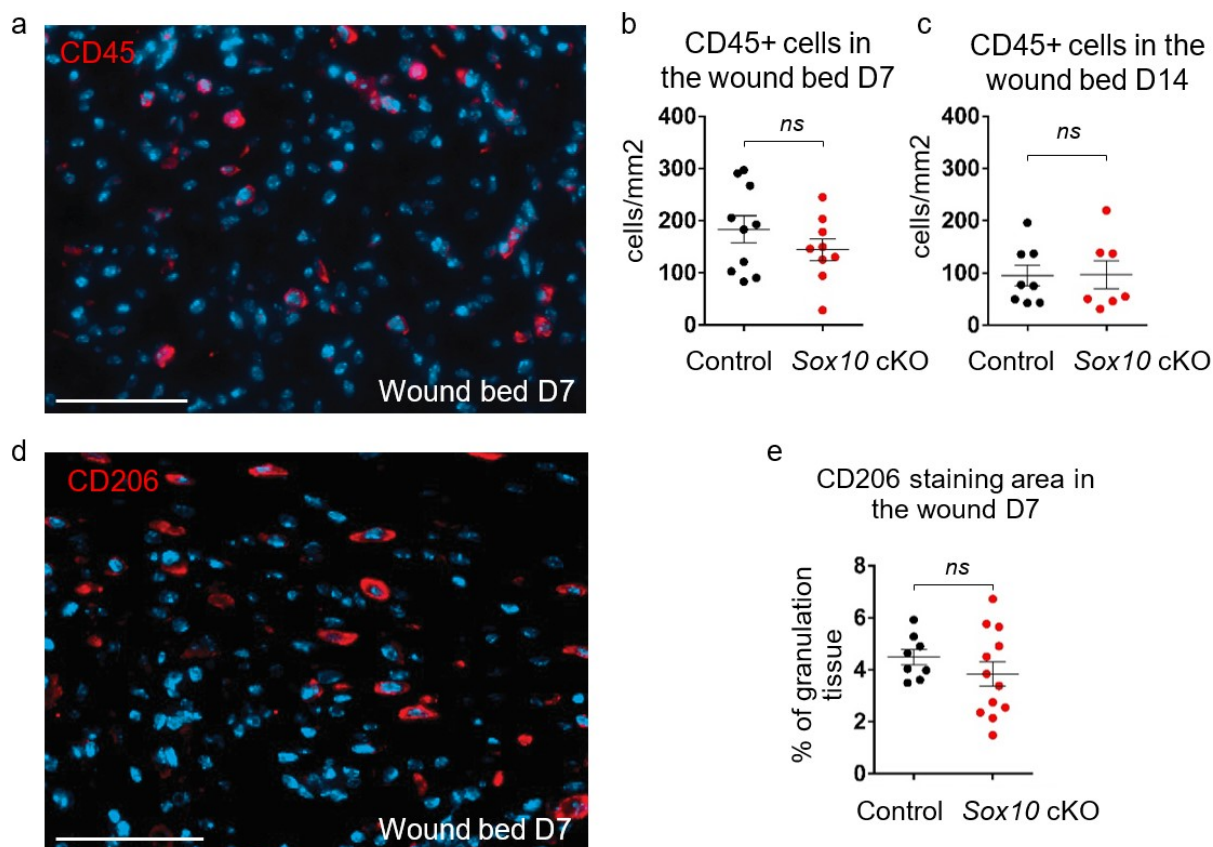 a
CD45
Wound bed D7
b
CD45+ cells in
the wound bed D7
cells/mm2
400
300
200
100
0
ns
Control Sox10 cKO
c
CD45+ cells in the
wound bed D14
cells/mm2
400
300
200
100
0
ns
Control Sox10 cKO
d
CD206
Wound bed D7
e
CD206 staining area in
the wound D7
% of granulation
tissue
8
6
4
2
0
ns
Control Sox10 cKO